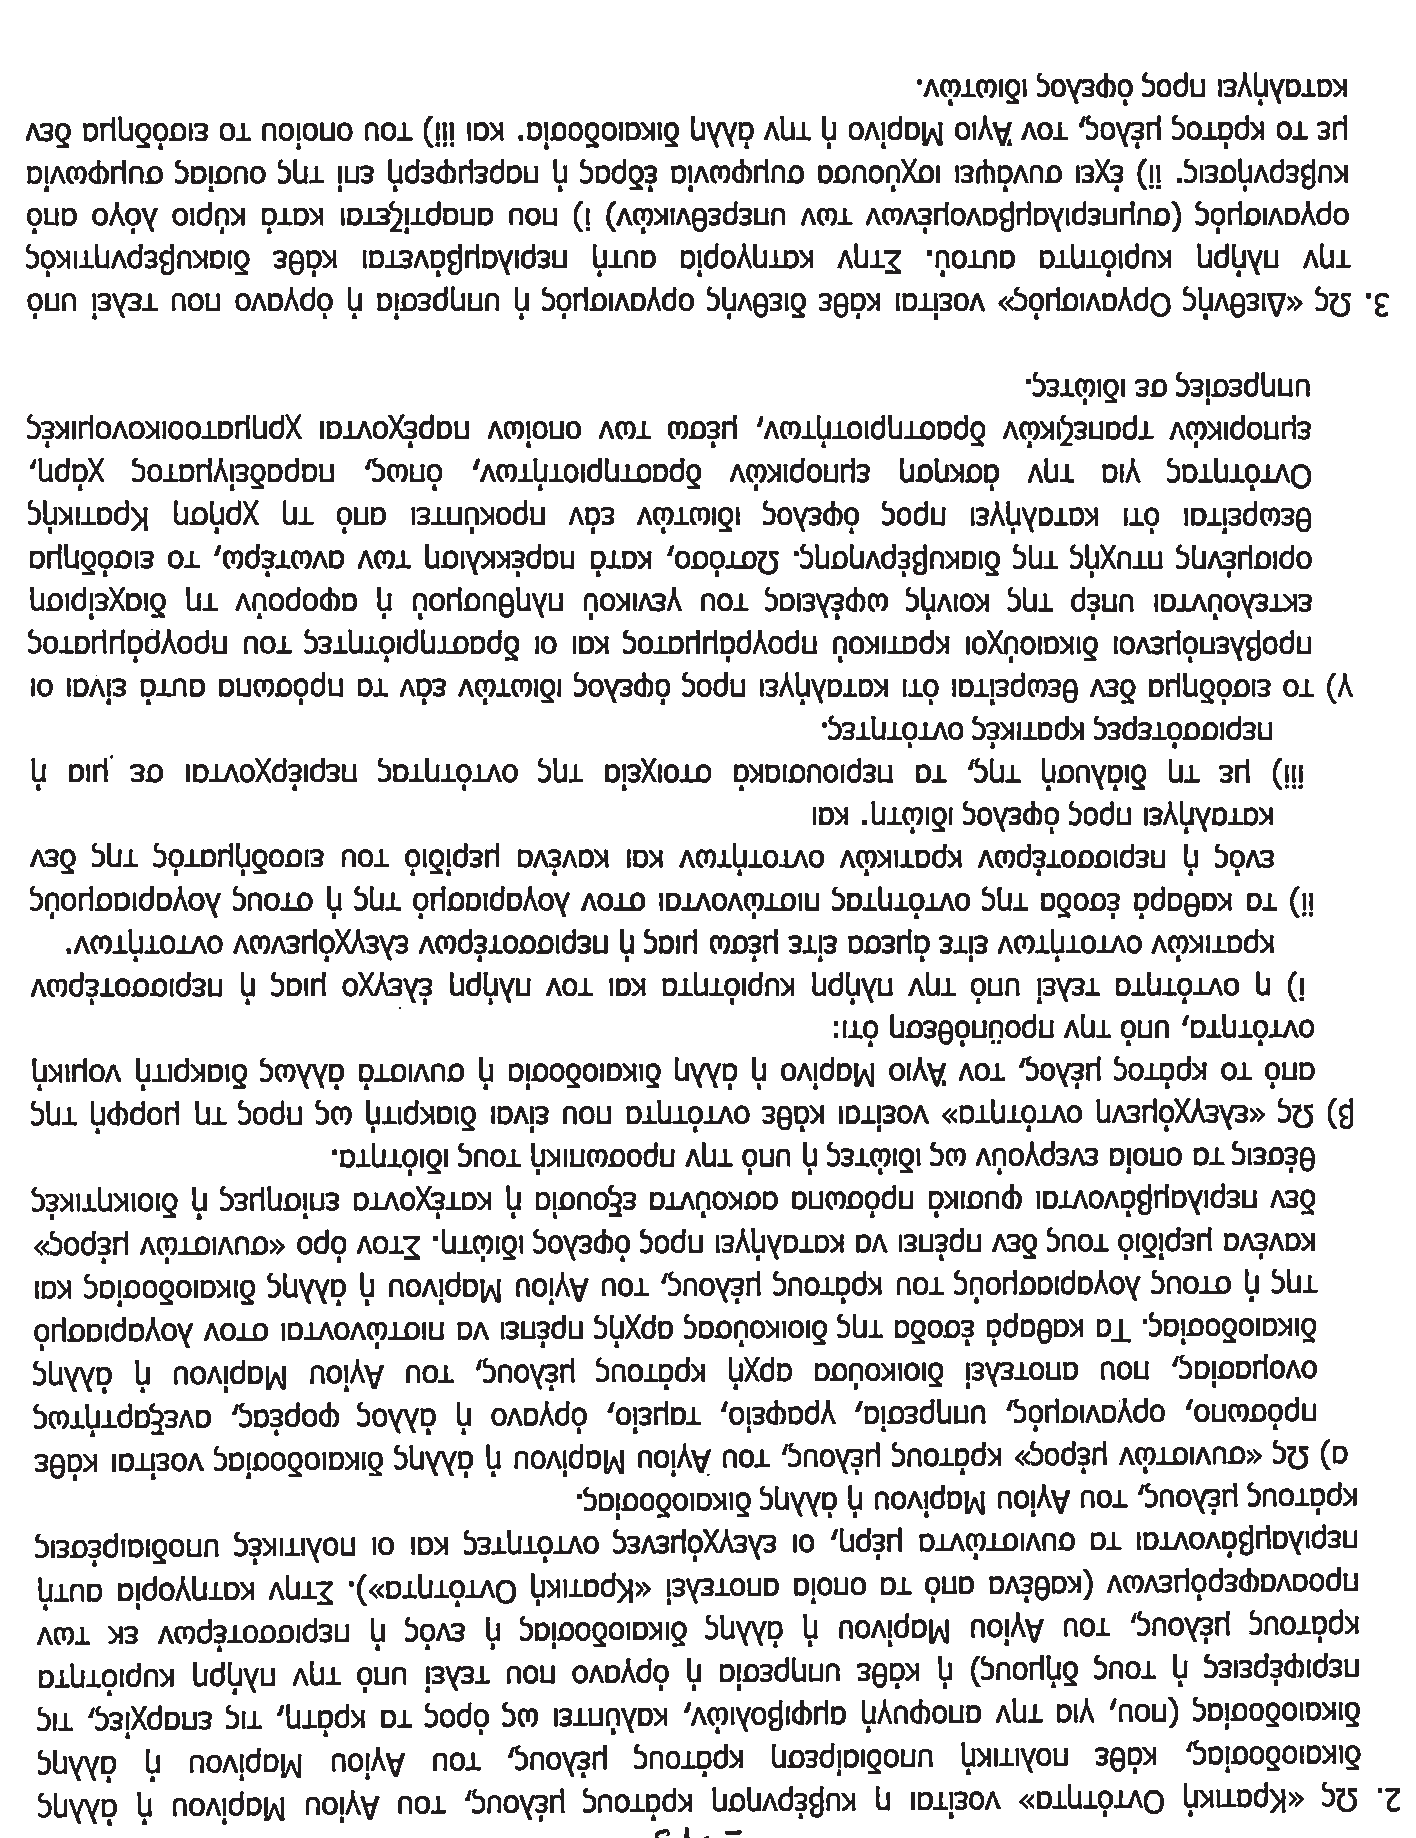 2. Ως «Κρατική Οντότητα» νοείται η κυβέρνηση κράτους μέλους, του Αγίου Μαρίνου ή άλλης
δικαιοδοσίας, κάθε πολιτική υποδιαίρεση κράτους μέλους, του Αγίου Μαρίνου ή άλλης
δικαιοδοσίας (που, για την αποφυγή αμφιβολιών, καλύπτει ως όρος τα κράτη, τις επαρχίες, τις
περιφέρειες ή τους δήμους) ή κάθε υπηρεσία ή όργανο που τελεί υπό την πλήρη κυριότητα
κράτους μέλους, του Αγίου Μαρίνου ή άλλης δικαιοδοσίας ή ενός ή περισσοτέρων εκ των
προαναφερόμενων (καθένα από τα οποία αποτελεί «Κρατική Οντότητα»). Στην κατηγορία αυτή
περιλαμβάνονται τα συνιστώντα μέρη, οι ελεγχόμενες οντότητες και οι πολιτικές υποδιαιρέσεις
κράτους μέλους, του Αγίου Μαρίνου ή άλλης δικαιοδοσίας.
α) Ως «συνιστών μέρος» κράτους μέλους, του Αγίου Μαρίνου ή άλλης δικαιοδοσίας νοείται κάθε
πρόσωπο, οργανισμός, υπηρεσία, γραφείο, ταμείο, όργανο ή άλλος φορέας, ανεξαρτήτως
ονομασίας, που αποτελεί διοικούσα αρχή κράτους μέλους, του Αγίου Μαρίνου ή άλλης
δικαιοδοσίας. Τα καθαρά έσοδα της διοικούσας αρχής πρέπει να πιστώνονται στον λογαριασμό
της ή στους λογαριασμούς του κράτους μέλους, του Αγίου Μαρίνου ή άλλης δικαιοδοσίας και
κανένα μερίδιό τους δεν πρέπει να καταλήγει προς όφελος ιδιώτη. Στον όρο «συνιστών μέρος»
δεν περιλαμβάνονται φυσικά πρόσωπα ασκούντα εξουσία ή κατέχοντα επίσημες ή διοικητικές
θέσεις τα οποία ενεργούν ως ιδιώτες ή υπό την προσωπική τους ιδιότητα.
β) Ως «ελεγχόμενη οντότητα» νοείται κάθε οντότητα που είναι διακριτή ως προς τη μορφή της
από το κράτος μέλος, τον Άγιο Μαρίνο ή άλλη δικαιοδοσία ή συνιστά άλλως διακριτή νομική
οντότητα, υπό την προϋπόθεση ότι:
i) η οντότητα τελεί υπό την πλήρη κυριότητα και τον πλήρη έλεγχο μιας ή περισσοτέρων
κρατικών οντοτήτων είτε άμεσα είτε μέσω μιας ή περισσοτέρων ελεγχόμενων οντοτήτων.
ii) τα καθαρά έσοδα της οντότητας πιστώνονται στον λογαριασμό της ή στους λογαριασμούς
ενός ή περισσοτέρων κρατικών οντοτήτων και κανένα μερίδιό του εισοδήματός της δεν
καταλήγει προς όφελος ιδιώτη. και
iii) με τη διάλυσή της, τα περιουσιακά στοιχεία της οντότητας περιέρχονται σε μια ή
περισσότερες κρατικές οντότητες.
γ) το εισόδημα δεν θεωρείται ότι καταλήγει προς όφελος ιδιωτών εάν τα πρόσωπα αυτά είναι οι
προβλεπόμενοι δικαιούχοι κρατικού προγράμματος και οι δραστηριότητες του προγράμματος
εκτελούνται υπέρ της κοινής ωφέλειας του γενικού πληθυσμού ή αφορούν τη διαχείριση
ορισμένης πτυχής της διακυβέρνησης. Ωστόσο, κατά παρέκκλιση των ανωτέρω, το εισόδημα
θεωρείται ότι καταλήγει προς όφελος ιδιωτών εάν προκύπτει από τη χρήση Κρατικής
Οντότητας για την άσκηση εμπορικών δραστηριοτήτων, όπως, παραδείγματος χάρη,
εμπορικών τραπεζικών δραστηριοτήτων, μέσω των οποίων παρέχονται χρηματοοικονομικές
υπηρεσίες σε ιδιώτες.
3. Ως «Διεθνής Οργανισμός» νοείται κάθε διεθνής οργανισμός ή υπηρεσία ή όργανο που τελεί υπό
την πλήρη κυριότητα αυτού. Στην κατηγορία αυτή περιλαμβάνεται κάθε διακυβερνητικός
οργανισμός (συμπεριλαμβανομένων των υπερεθνικών) i) που απαρτίζεται κατά κύριο λόγο από
κυβερνήσεις. ii) έχει συνάψει ισχύουσα συμφωνία έδρας ή παρεμφερή επί της ουσίας συμφωνία
με το κράτος μέλος, τον Άγιο Μαρίνο ή την άλλη δικαιοδοσία. και iii) του οποίου το εισόδημα δεν
καταλήγει προς όφελος ιδιωτών.